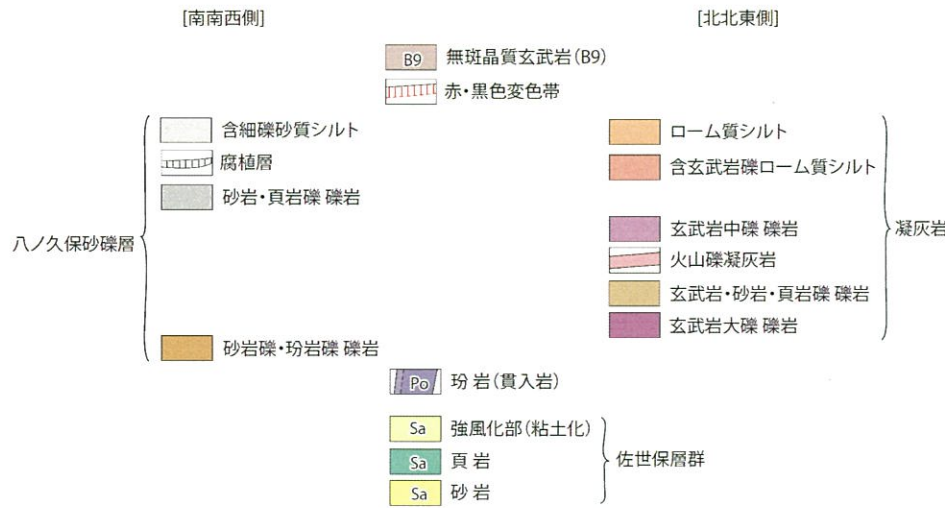 [南南西側]
[北北東側]
B9 無斑晶質玄武岩(B9)
赤・黒色変色帯
含細礫砂質シルト
腐植層
砂岩・頁岩礫 礫岩
八ノ久保砂礫層
砂岩礫・玢岩礫 礫岩
ローム質シルト
含玄武岩礫ローム質シルト
玄武岩中礫 礫岩
火山礫凝灰岩
玄武岩・砂岩・頁岩礫 礫岩
玄武岩大礫 礫岩
凝灰岩
Po 玢 岩(貫入岩)
Sa 強風化部(粘土化)
Sa 頁 岩
Sa 砂 岩
佐世保層群